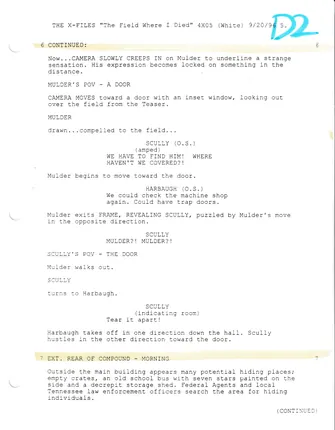 THE X-FILES "The Field Where I Died" 4X05 (White) 9/20/96 5.
D2
6 CONTINUED: 6
Now...CAMERA SLOWLY CREEPS IN on Mulder to underline a strange
sensation. His expression becomes locked on something in the
distance.
MULDER'S POV - A DOOR
CAMERA MOVES toward a door with an inset window, looking out
over the field from the Teaser.
MULDER
drawn...compelled to the field...
SCULLY (O.S.)
(amped)
WE HAVE TO FIND HIM! WHERE
HAVEN'T WE COVERED?!
Mulder begins to move toward the door.
HARBAUGH (O.S.)
We could check the machine shop
again. Could have trap doors.
Mulder exits FRAME, REVEALING SCULLY, puzzled by Mulder's move
in the opposite direction.
SCULLY
MULDER?! MULDER?!
SCULLY'S POV - THE DOOR
Mulder walks out.
SCULLY
turns to Harbaugh.
SCULLY
(indicating room)
Tear it apart!
Harbaugh takes off in one direction down the hall. Scully
hustles in the other direction toward the door.
7 EXT. REAR OF COMPOUND - MORNING 7
Outside the main building appears many potential hiding places;
empty crates, an old school bus with seven stars painted on the
side and a decrepit storage shed. Federal Agents and local
Tennessee law enforcement officers search the area for hiding
individuals.
(CONTINUED)